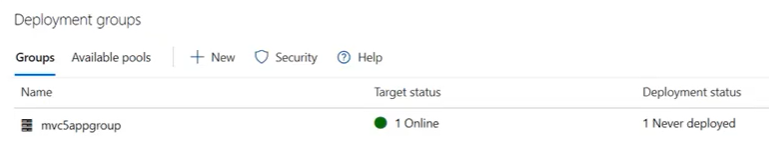 Deployment groups
Groups Available pools New Security Help
Name Target status Deployment status
mvc5appgroup 1 Online 1 Never deployed